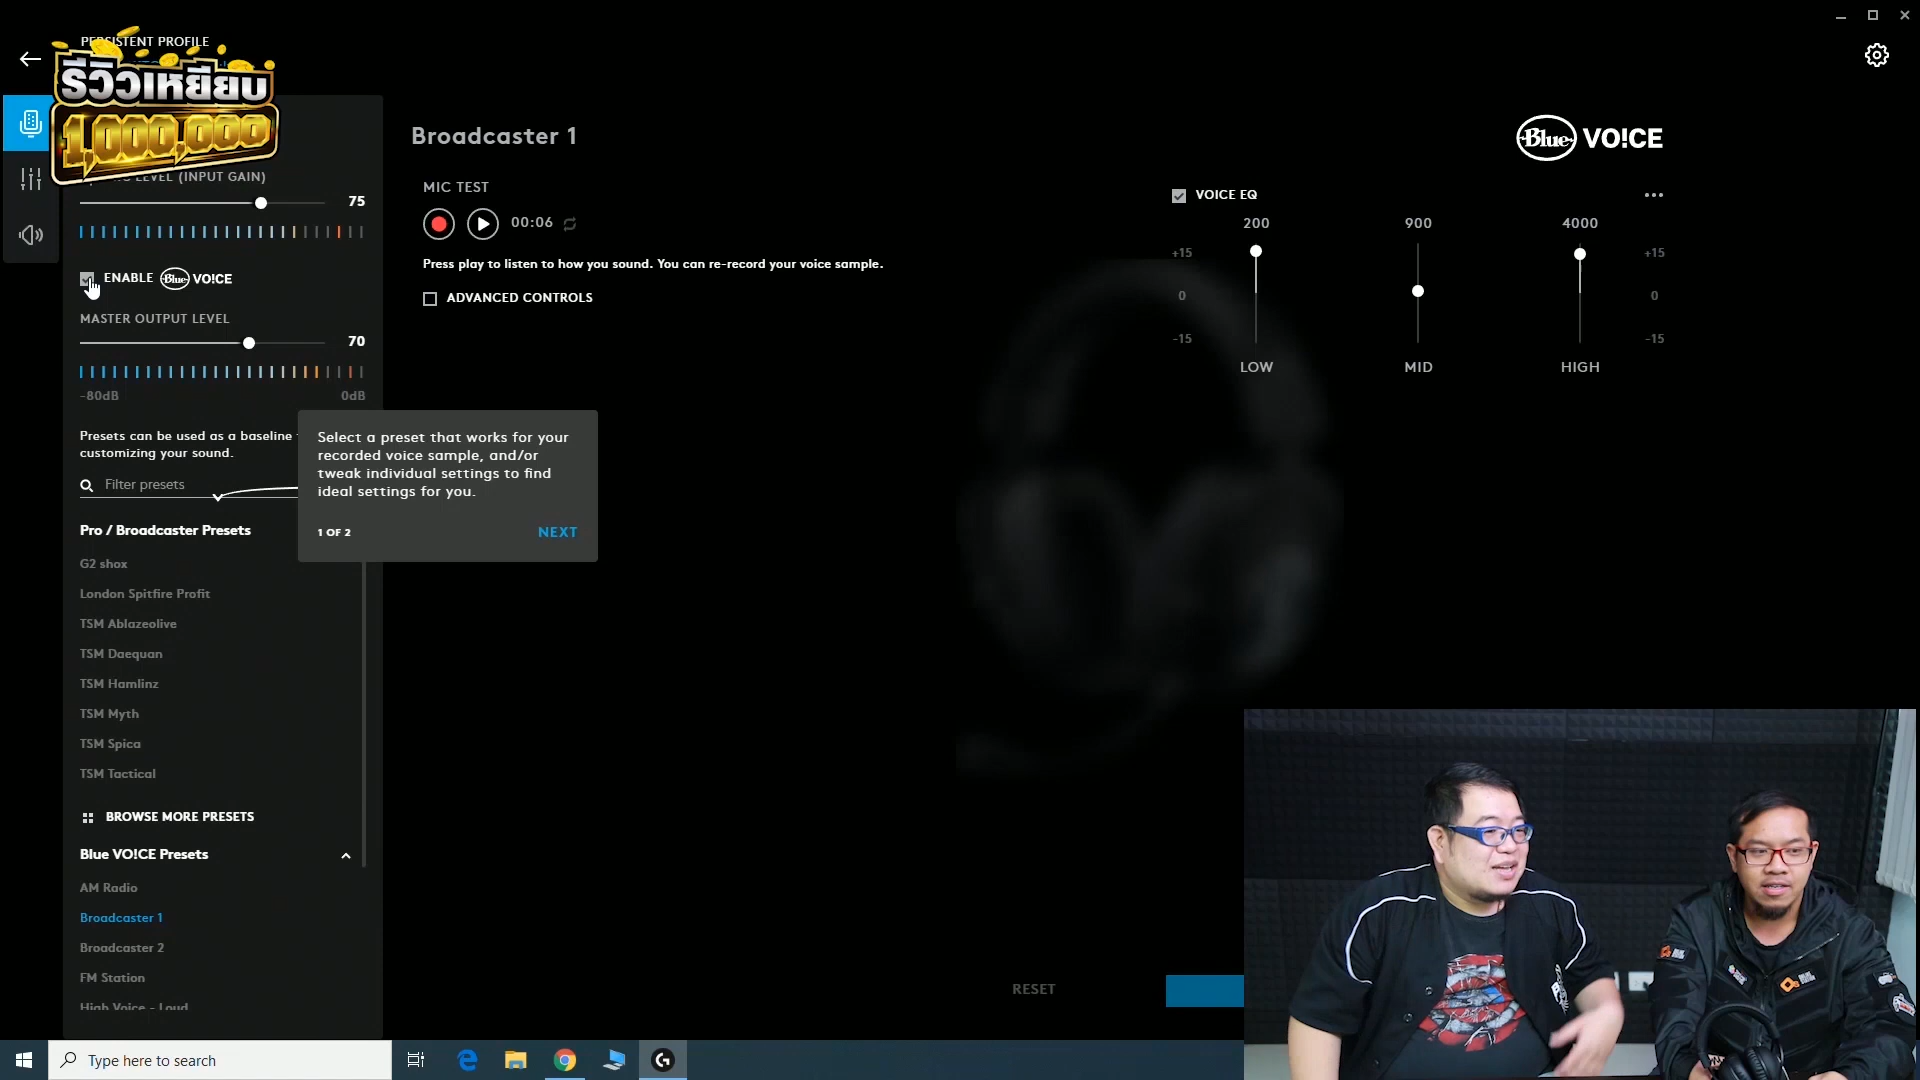 PERSISTENT PROFILE
รีวิวเหยียบ
1,000,000
LEVEL (INPUT GAIN)
75
ENABLE Blue VO!CE
MASTER OUTPUT LEVEL
70
-80dB
0dB
Presets can be used as a baseline
customizing your sound.
Filter presets
Pro / Broadcaster Presets
G2 shox
London Spitfire Profit
TSM Ablazeolive
TSM Daequan
TSM Hamlinz
TSM Myth
TSM Spica
TSM Tactical
BROWSE MORE PRESETS
Blue VO!CE Presets
AM Radio
Broadcaster 1
Broadcaster 2
FM Station
High Voice - Loud
Select a preset that works for your
recorded voice sample, and/or
tweak individual settings to find
ideal settings for you.
1 OF 2
NEXT
Broadcaster 1
MIC TEST
00:06
Press play to listen to how you sound. You can re-record your voice sample.
ADVANCED CONTROLS
Blue VO!CE
VOICE EQ
200
900
4000
+15
+15
0
0
-15
-15
LOW
MID
HIGH
RESET
Type here to search